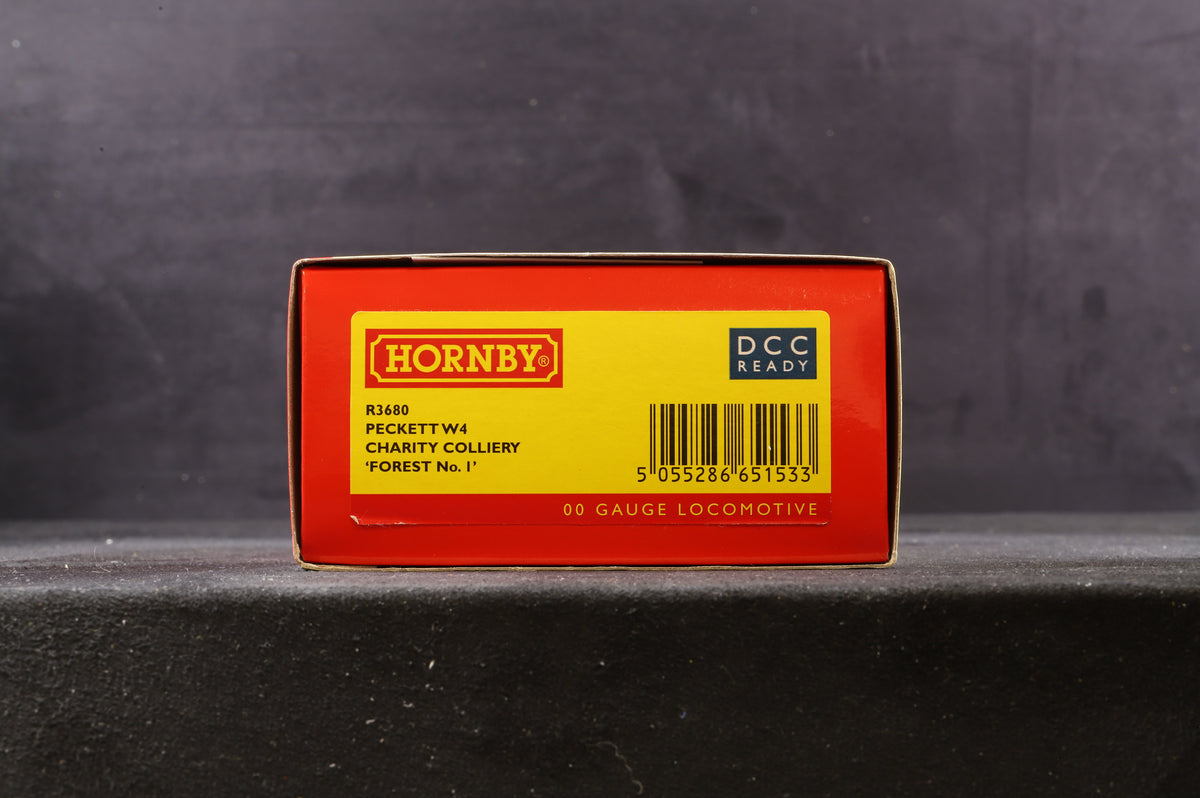 HORNBY®
DCC
READY
R3680
PECKETT W4
CHARITY COLLIERY
‘FOREST No. 1’
5 055286 651533
00 GAUGE LOCOMOTIVE